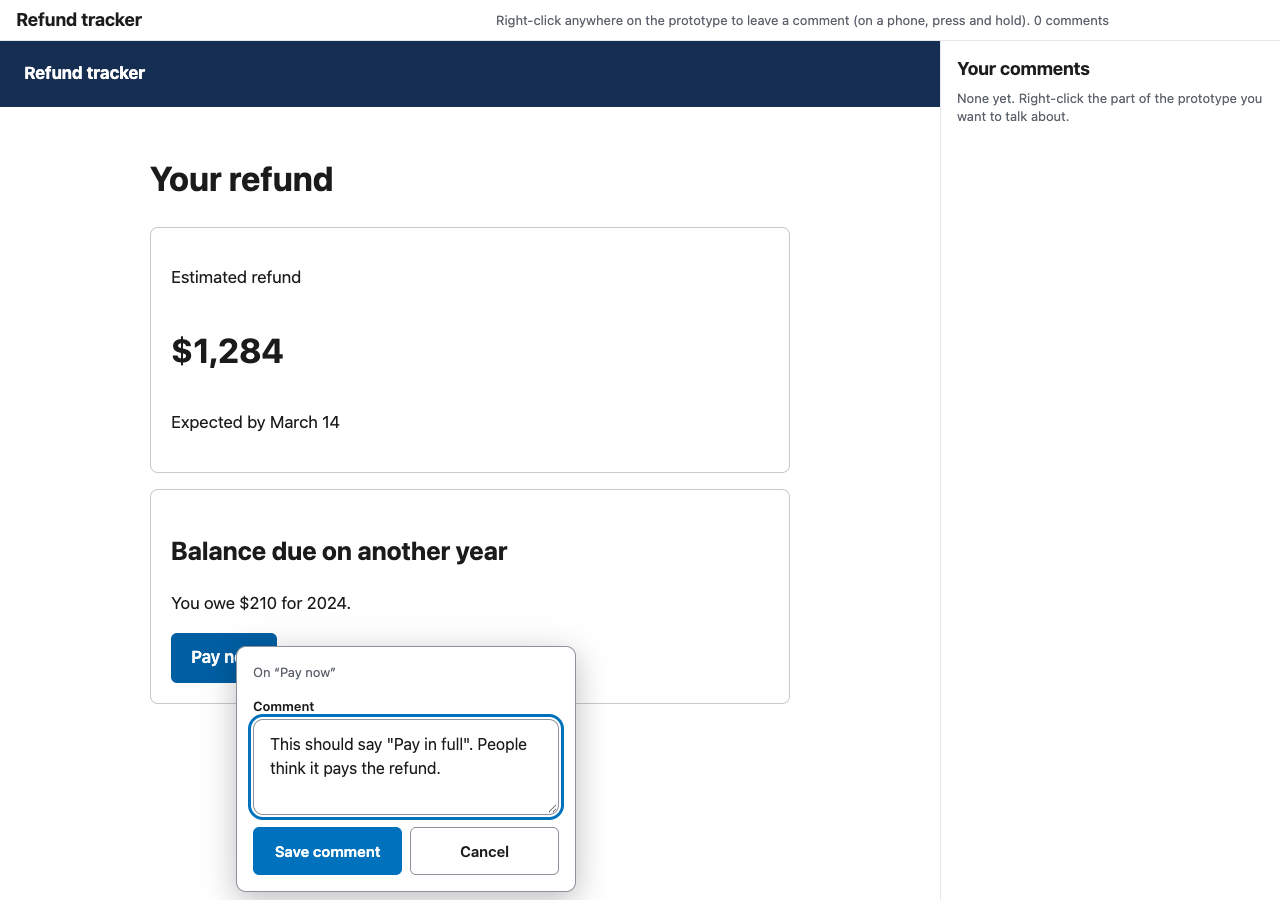 Refund tracker
Right-click anywhere on the prototype to leave a comment (on a phone, press and hold). 0 comments
Refund tracker
Your comments
None yet. Right-click the part of the prototype you
want to talk about.
Your refund
Estimated refund
$1,284
Expected by March 14
Balance due on another year
You owe $210 for 2024.
Pay n
On “Pay now”
Comment
This should say "Pay in full". People
think it pays the refund.
Save comment
Cancel